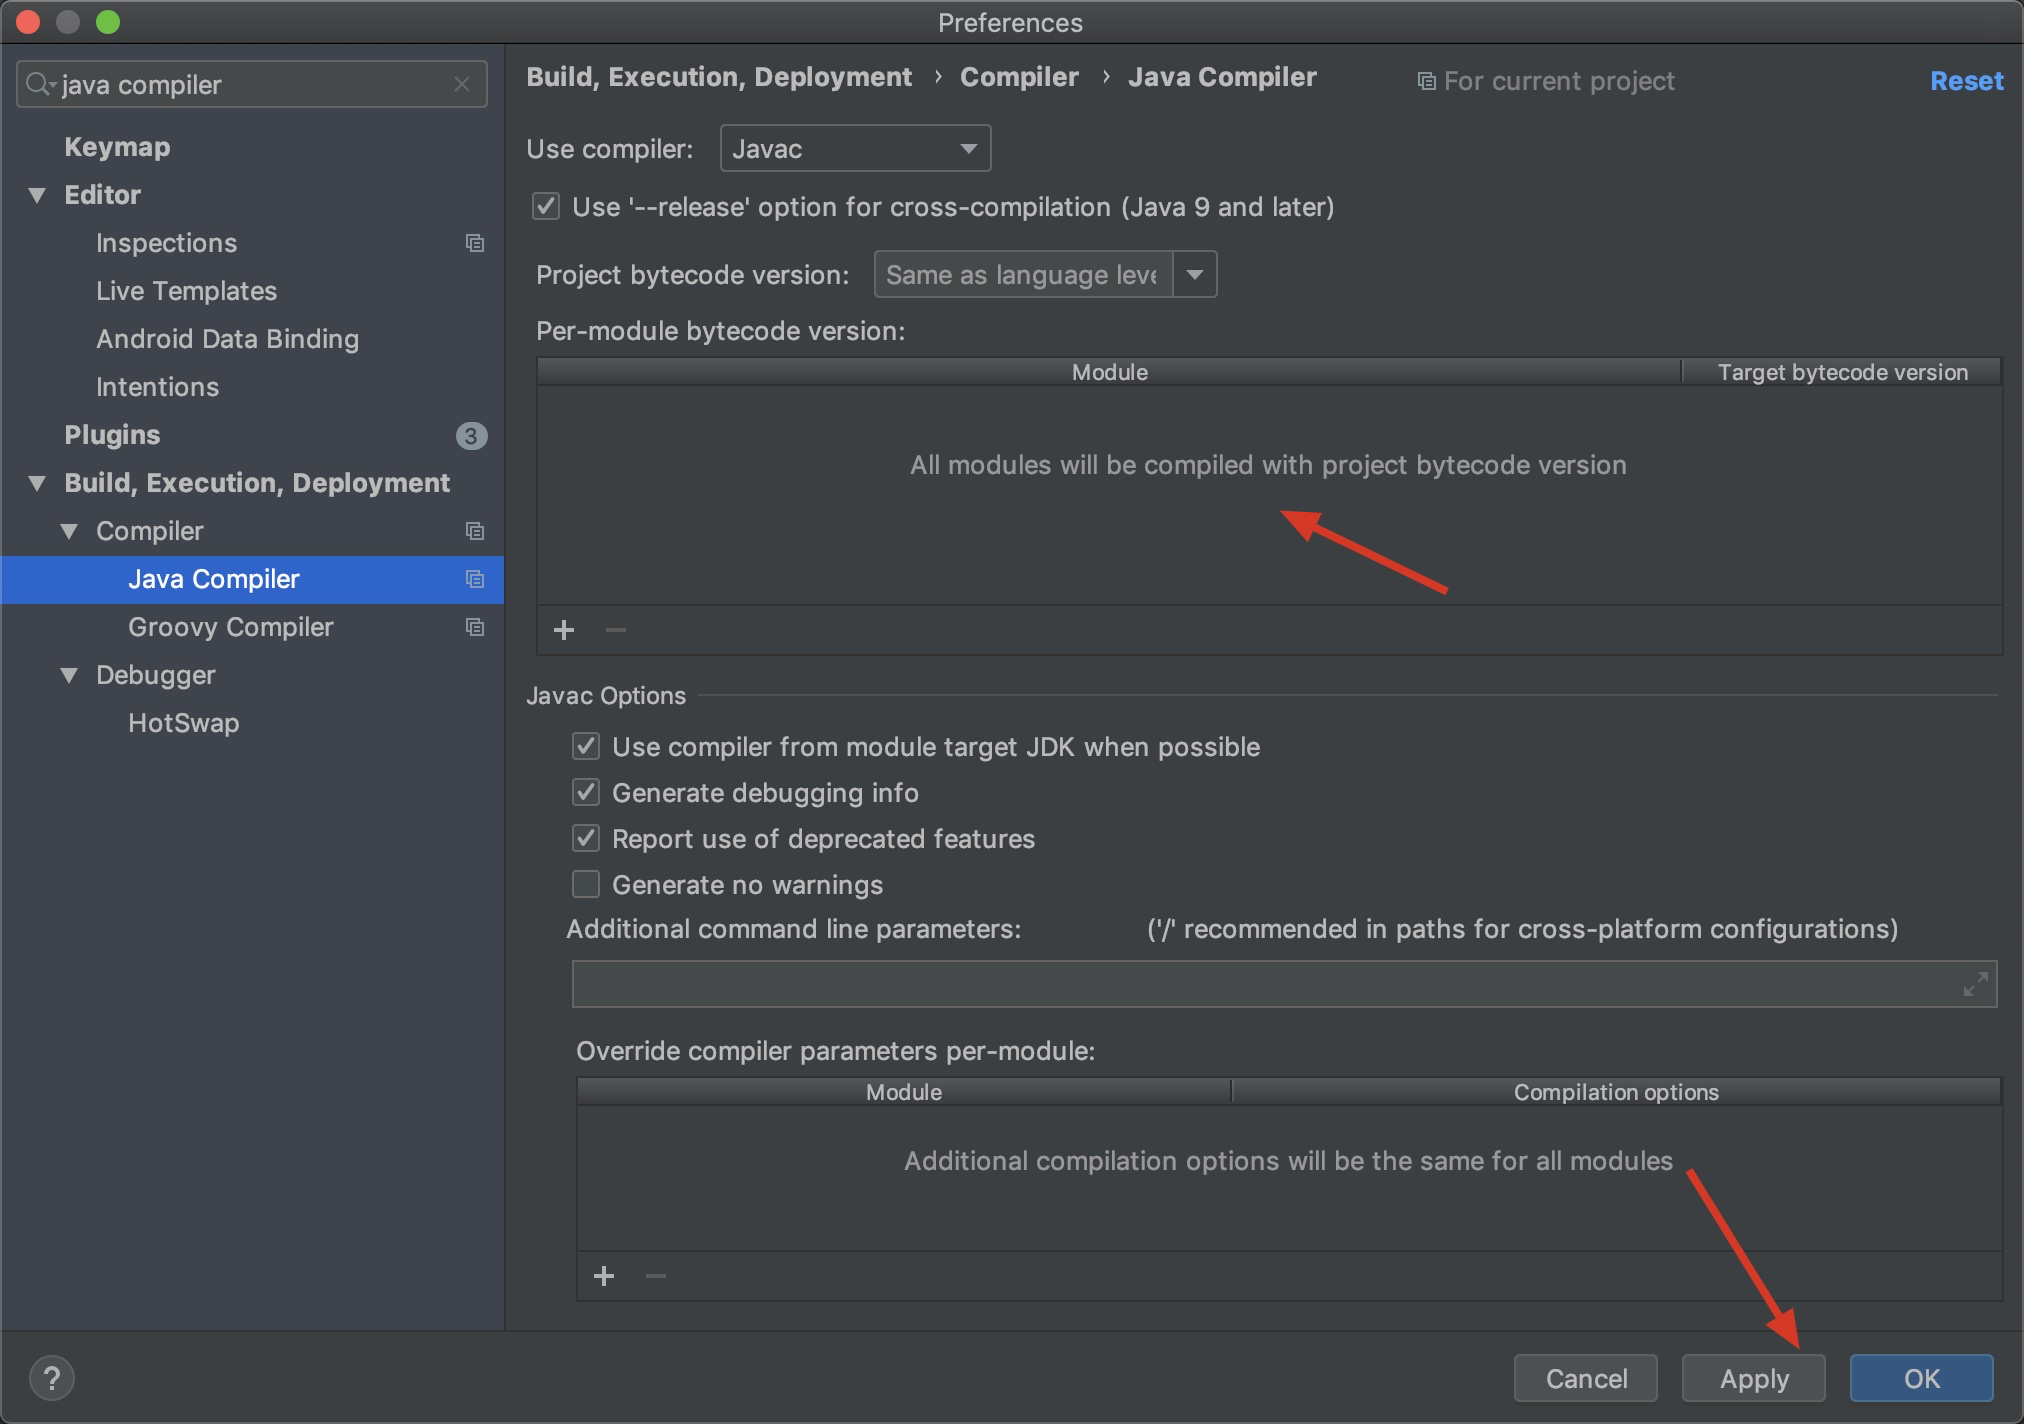 Preferences
java compiler
Keymap
Editor
Inspections
Live Templates
Android Data Binding
Intentions
Plugins 3
Build, Execution, Deployment
Compiler
Java Compiler
Groovy Compiler
Debugger
HotSwap
Build, Execution, Deployment › Compiler › Java Compiler For current project Reset
Use compiler: Javac
Use '--release' option for cross-compilation (Java 9 and later)
Project bytecode version: Same as language leve
Per-module bytecode version:
Module Target bytecode version
All modules will be compiled with project bytecode version
+ −
Javac Options
Use compiler from module target JDK when possible
Generate debugging info
Report use of deprecated features
Generate no warnings
Additional command line parameters: ('/' recommended in paths for cross-platform configurations)
Override compiler parameters per-module:
Module Compilation options
Additional compilation options will be the same for all modules
+ −
? Cancel Apply OK